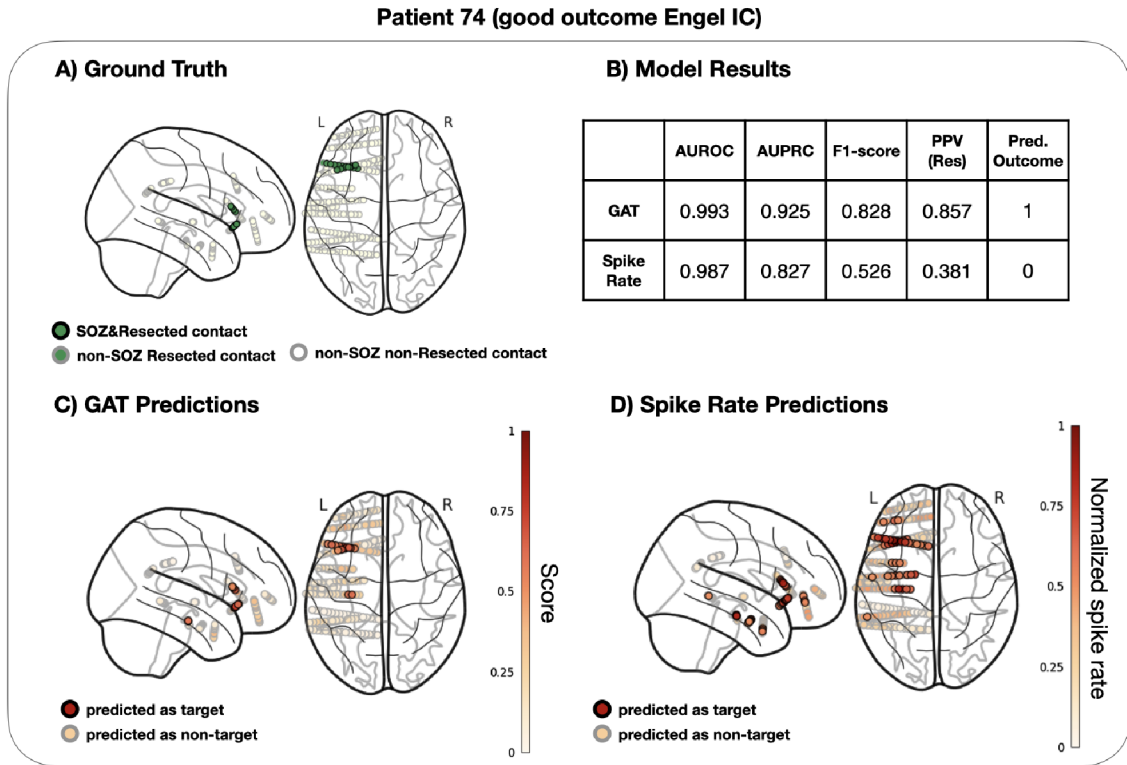 Patient 74 (good outcome Engel IC)
A) Ground Truth
L
R
SOZ&Resected contact
non-SOZ Resected contact
non-SOZ non-Resected contact
B) Model Results
AUROC AUPRC F1-score PPV (Res) Pred. Outcome
GAT 0.993 0.925 0.828 0.857 1
Spike Rate 0.987 0.827 0.526 0.381 0
C) GAT Predictions
L
R
1
0.75
0.5
0.25
0
Score
predicted as target
predicted as non-target
D) Spike Rate Predictions
L
R
1
0.75
0.5
0.25
0
Normalized spike rate
predicted as target
predicted as non-target